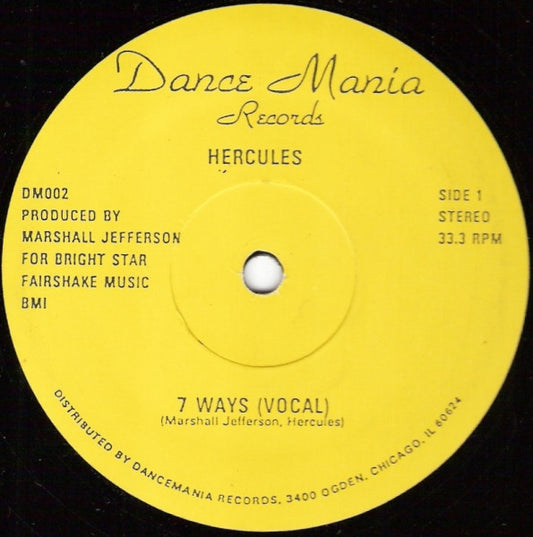 Dance Mania
Records
HERCULES
DM002
PRODUCED BY
MARSHALL JEFFERSON
FOR BRIGHT STAR
FAIRSHAKE MUSIC
BMI
SIDE 1
STEREO
33.3 RPM
7 WAYS (VOCAL)
(Marshall Jefferson, Hercules)
DISTRIBUTED BY DANCEMANIA RECORDS, 3400 OGDEN, CHICAGO, IL 60624